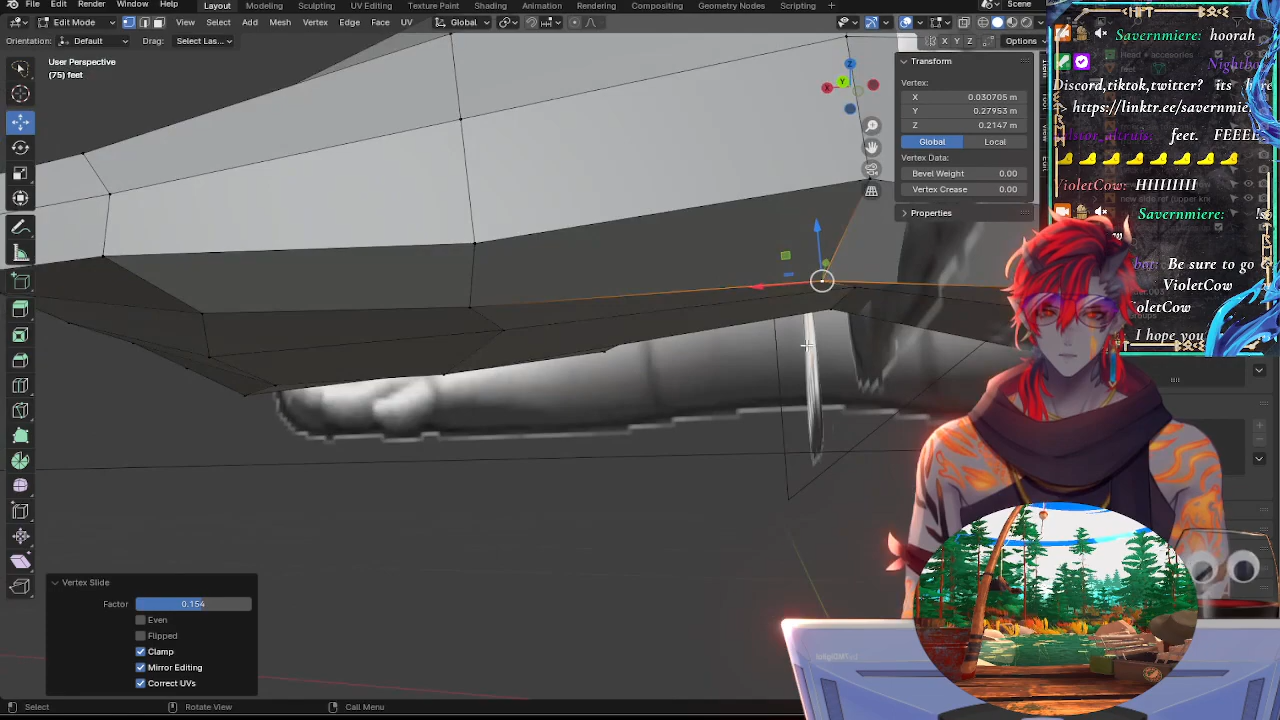 File Edit Render Window Help Layout Modeling Sculpting UV Editing Texture Paint Shading Animation Rendering Compositing Geometry Nodes Scripting Scene
Edit Mode View Select Add Mesh Vertex Edge Face UV Global
Orientation: Default Drag: Select Las... X Y Z Options
User Perspective
(75) feet
Transform
Vertex:
X 0.030705 m
Y 0.27953 m
Z 0.2147 m
Global Local
Vertex Data:
Bevel Weight 0.00
Vertex Crease 0.00
Properties
Z
Y
X
Savernmiere: hoorah
Discord,tiktok,twitter? its
> https://linktr.ee/savernmie
feet. FEEEE
VioletCow: HIIIIIII
Savernmiere:
Be sure to go
VioletCow
ioletCow:
I hope you
Vertex Slide
Factor 0.154
Even
Flipped
Clamp
Mirror Editing
Correct UVs
Select Rotate View Call Menu